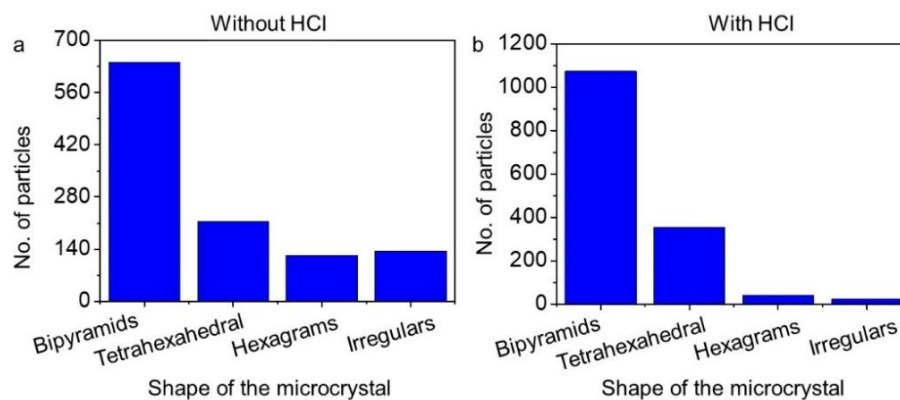 a
Without HCl
700
560
420
280
140
0
No. of particles
Bipyramids
Tetrahexahedral
Hexagrams
Irregulars
Shape of the microcrystal
b
With HCl
1200
1000
800
600
400
200
0
No. of particles
Bipyramids
Tetrahexahedral
Hexagrams
Irregulars
Shape of the microcrystal